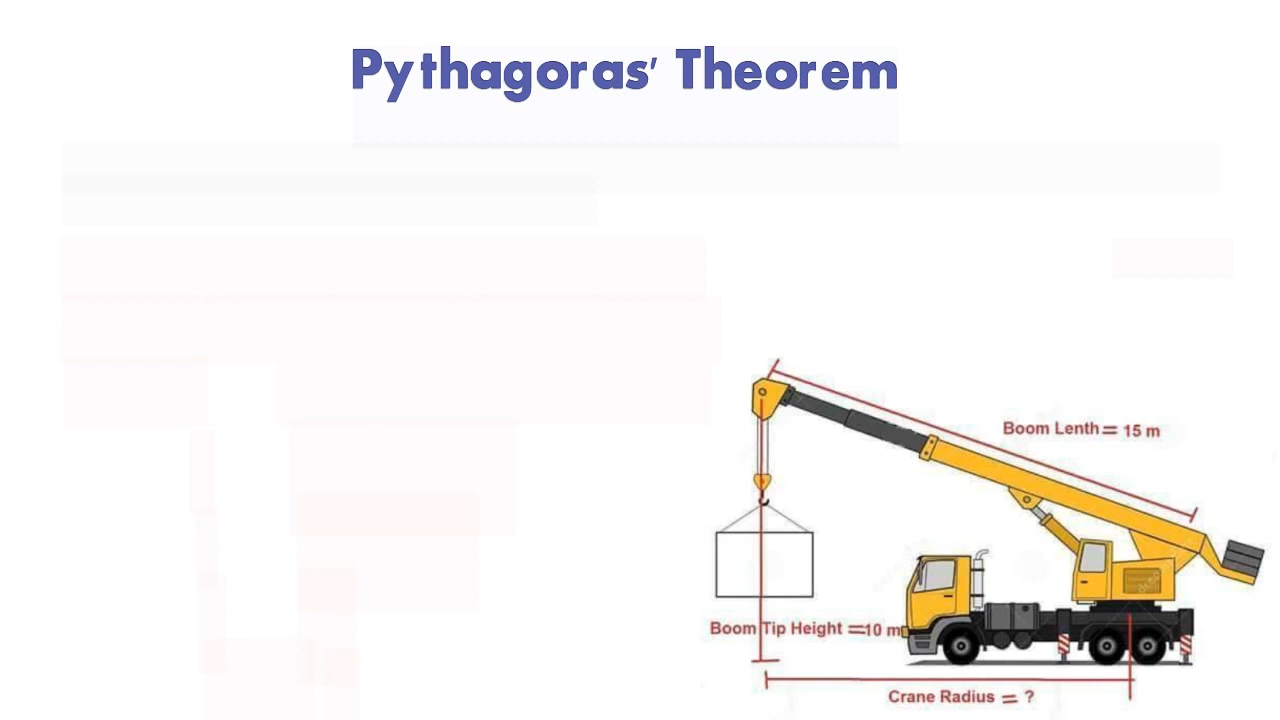 Pythagoras' Theorem
Boom Lenth = 15 m
Boom Tip Height = 10 m
Crane Radius = ?